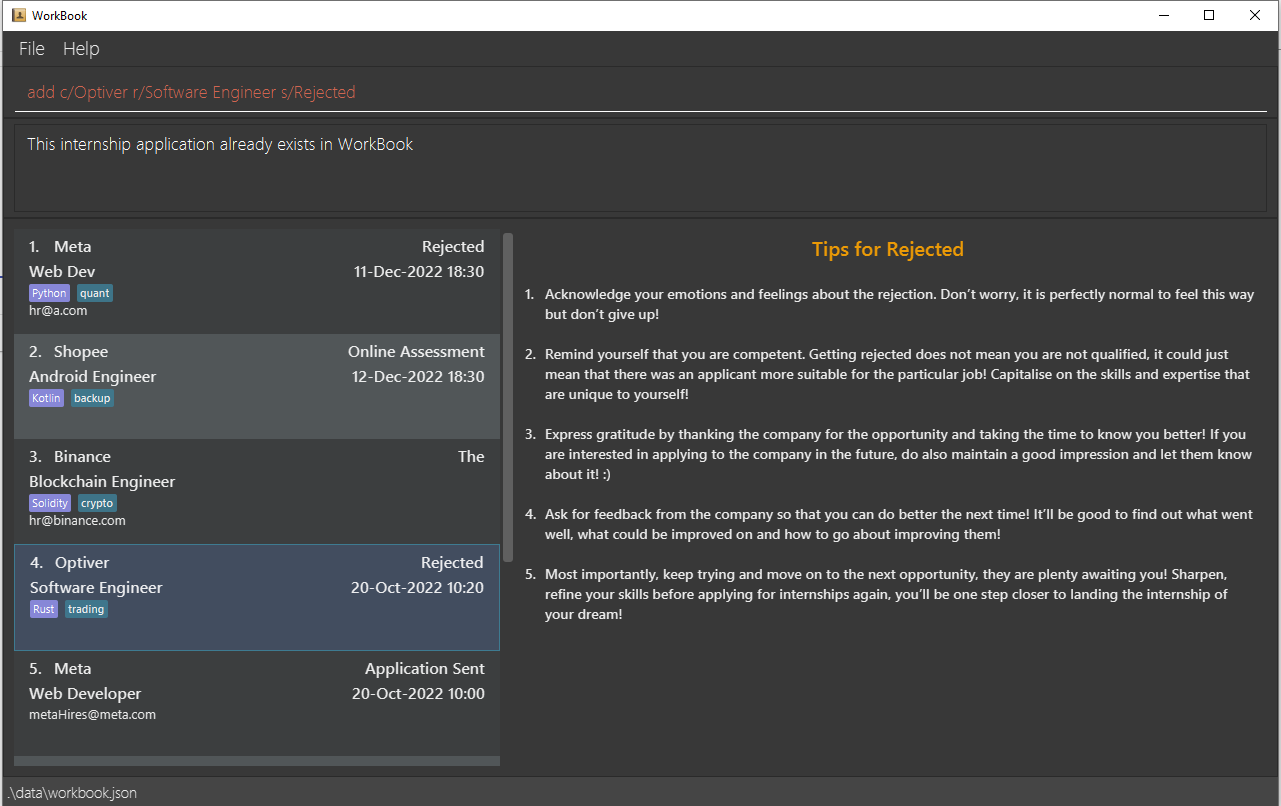 WorkBook
File Help
add c/Optiver r/Software Engineer s/Rejected
This internship application already exists in WorkBook
1. Meta Rejected
Web Dev 11-Dec-2022 18:30
Python quant
hr@a.com
2. Shopee Online Assessment
Android Engineer 12-Dec-2022 18:30
Kotlin backup
3. Binance The
Blockchain Engineer
Solidity crypto
hr@binance.com
4. Optiver Rejected
Software Engineer 20-Oct-2022 10:20
Rust trading
5. Meta Application Sent
Web Developer 20-Oct-2022 10:00
metaHires@meta.com
Tips for Rejected
1. Acknowledge your emotions and feelings about the rejection. Don’t worry, it is perfectly normal to feel this way
but don’t give up!
2. Remind yourself that you are competent. Getting rejected does not mean you are not qualified, it could just
mean that there was an applicant more suitable for the particular job! Capitalise on the skills and expertise that
are unique to yourself!
3. Express gratitude by thanking the company for the opportunity and taking the time to know you better! If you
are interested in applying to the company in the future, do also maintain a good impression and let them know
about it! :)
4. Ask for feedback from the company so that you can do better the next time! It’ll be good to find out what went
well, what could be improved on and how to go about improving them!
5. Most importantly, keep trying and move on to the next opportunity, they are plenty awaiting you! Sharpen,
refine your skills before applying for internships again, you’ll be one step closer to landing the internship of
your dream!
.\data\workbook.json